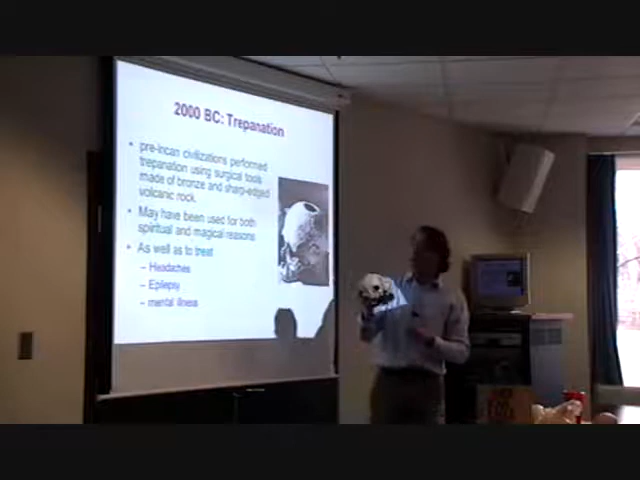 2000 BC: Trepanation
• pre-incan civilizations performed
trepanation using surgical tools
made of bronze and sharp-edged
volcanic rock.
• May have been used for both
spiritual and magical reasons
• As well as to treat
– Headaches
– Epilepsy
– mental illness